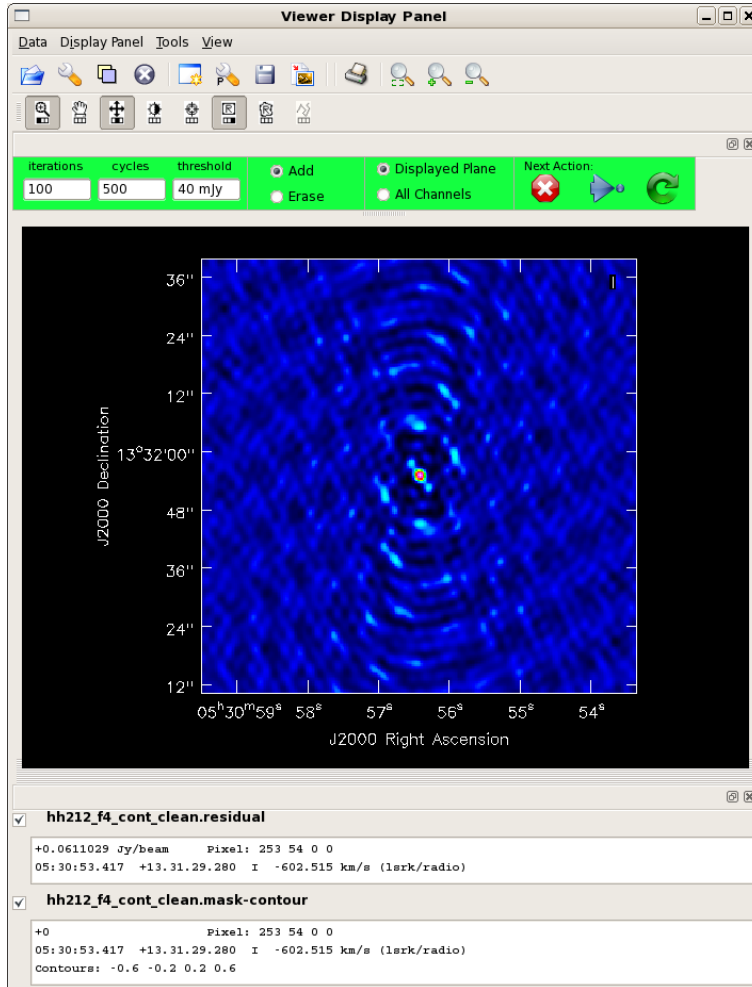 Viewer Display Panel
Data Display Panel Tools View
iterations cycles threshold
100 500 40 mJy
Add
Erase
Displayed Plane
All Channels
Next Action:
I
36"
24"
12"
13°32'00"
48"
36"
24"
12"
J2000 Declination
05ʰ30ᵐ59ˢ 58ˢ 57ˢ 56ˢ 55ˢ 54ˢ
J2000 Right Ascension
hh212_f4_cont_clean.residual
+0.0611029 Jy/beam Pixel: 253 54 0 0
05:30:53.417 +13.31.29.280 I -602.515 km/s (lsrk/radio)
hh212_f4_cont_clean.mask-contour
+0 Pixel: 253 54 0 0
05:30:53.417 +13.31.29.280 I -602.515 km/s (lsrk/radio)
Contours: -0.6 -0.2 0.2 0.6